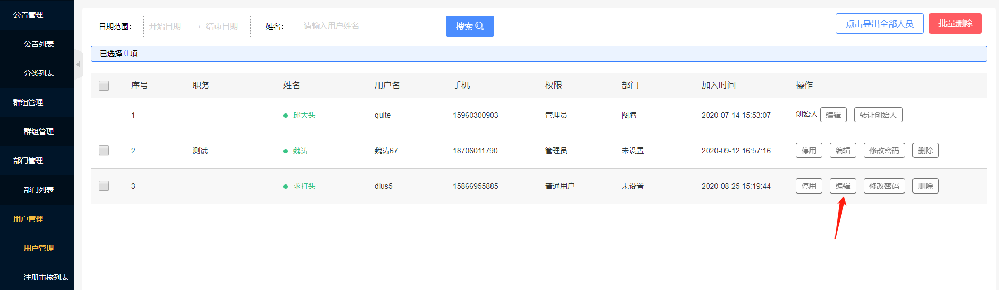 公告管理
公告列表
分类列表
群组管理
群组管理
部门管理
部门列表
用户管理
用户管理
注册审核列表
日期范围： 开始日期 → 结束日期 姓名： 请输入用户姓名 搜索 点击导出全部人员 批量删除
已选择 0 项
序号 职务 姓名 用户名 手机 权限 部门 加入时间 操作
1 邱大头 quite 15960300903 管理员 图腾 2020-07-14 15:53:07 创始人 编辑 转让创始人
2 测试 魏涛 魏涛67 18706011790 管理员 未设置 2020-09-12 16:57:16 停用 编辑 修改密码 删除
3 求打头 dius5 15866955885 普通用户 未设置 2020-08-25 15:19:44 停用 编辑 修改密码 删除